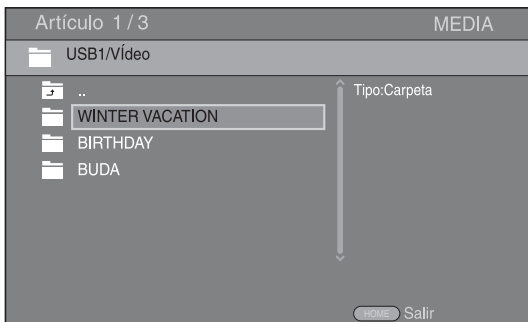 Artículo 1/3 MEDIA
USB1/VÍdeo
..
Tipo:Carpeta
WINTER VACATION
BIRTHDAY
BUDA
HOME Salir